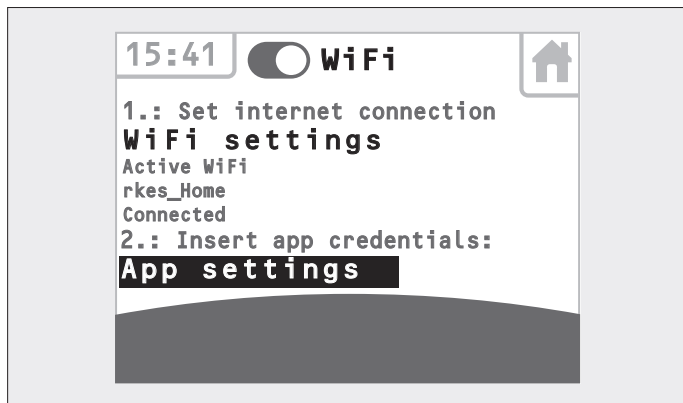 15:41
WiFi
1.: Set internet connection
WiFi settings
Active WiFi
rkes_Home
Connected
2.: Insert app credentials:
App settings